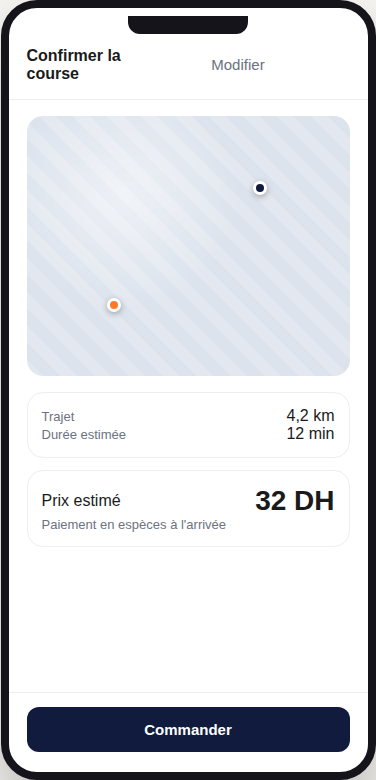 Confirmer la
course
Modifier
Trajet 4,2 km
Durée estimée 12 min
Prix estimé 32 DH
Paiement en espèces à l'arrivée
Commander